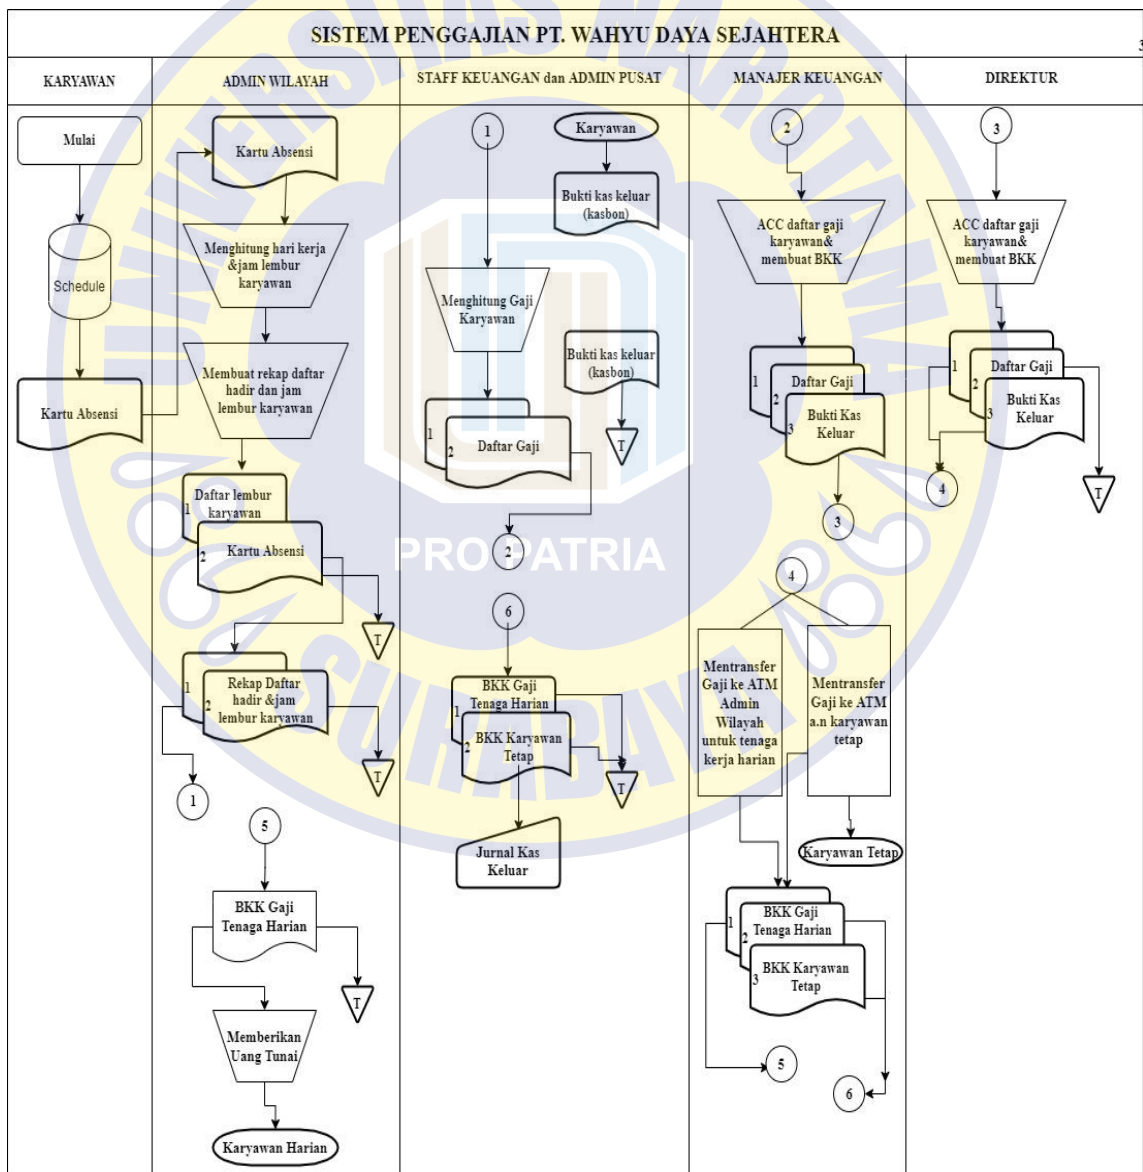 SISTEM PENGGAJIAN PT. WAHYU DAYA SEJAHTERA
3
KARYAWAN
ADMIN WILAYAH
STAFF KEUANGAN dan ADMIN PUSAT
MANAJER KEUANGAN
DIREKTUR
Mulai
Schedule
Kartu Absensi
Kartu Absensi
Menghitung hari kerja
&jam lembur
karyawan
Membuat rekap daftar
hadir dan jam
lembur karyawan
1
Daftar lembur
karyawan
2
Kartu Absensi
T
1
2
Rekap Daftar
hadir &jam
lembur karyawan
T
1
5
BKK Gaji
Tenaga Harian
T
Memberikan
Uang Tunai
Karyawan Harian
1
Karyawan
Bukti kas keluar
(kasbon)
Menghitung Gaji
Karyawan
Bukti kas keluar
(kasbon)
T
1
2
Daftar Gaji
2
6
1
BKK Gaji
Tenaga Harian
2
BKK Karyawan
Tetap
T
Jurnal Kas
Keluar
2
ACC daftar gaji
karyawan&
membuat BKK
1
2
Daftar Gaji
3
Bukti Kas
Keluar
3
4
Mentransfer
Gaji ke ATM
Admin
Wilayah
untuk tenaga
kerja harian
Mentransfer
Gaji ke ATM
a.n karyawan
tetap
Karyawan Tetap
1
2
BKK Gaji
Tenaga Harian
3
BKK Karyawan
Tetap
5
6
3
ACC daftar gaji
karyawan&
membuat BKK
1
2
Daftar Gaji
3
Bukti Kas
Keluar
4
T
UNIVERSITAS NAROTAMA
PRO PATRIA
SURABAYA